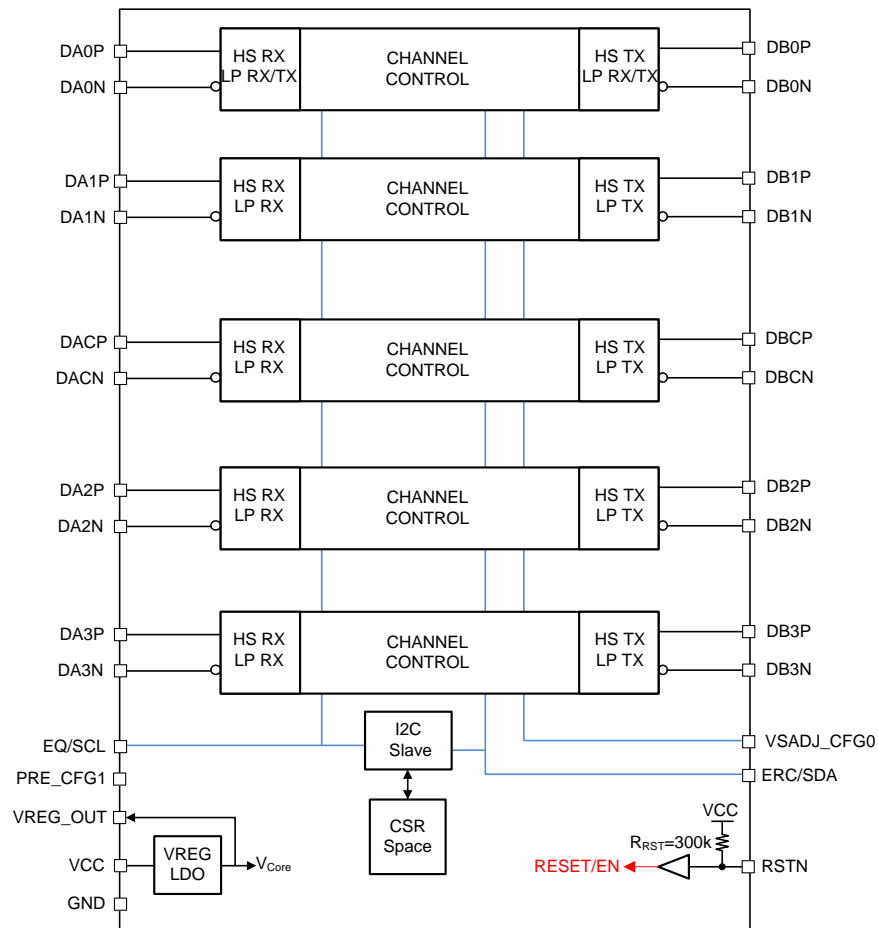 DA0P
HS RX
LP RX/TX
CHANNEL
CONTROL
HS TX
LP RX/TX
DB0P
DA0N
DB0N
DA1P
HS RX
LP RX
CHANNEL
CONTROL
HS TX
LP TX
DB1P
DA1N
DB1N
DACP
HS RX
LP RX
CHANNEL
CONTROL
HS TX
LP TX
DBCP
DACN
DBCN
DA2P
HS RX
LP RX
CHANNEL
CONTROL
HS TX
LP TX
DB2P
DA2N
DB2N
DA3P
HS RX
LP RX
CHANNEL
CONTROL
HS TX
LP TX
DB3P
DA3N
DB3N
EQ/SCL
I2C
Slave
VSADJ_CFG0
PRE_CFG1
ERC/SDA
VREG_OUT
CSR
Space
VCC
RRST=300k
VCC
VREG
LDO
VCore
RESET/EN
RSTN
GND